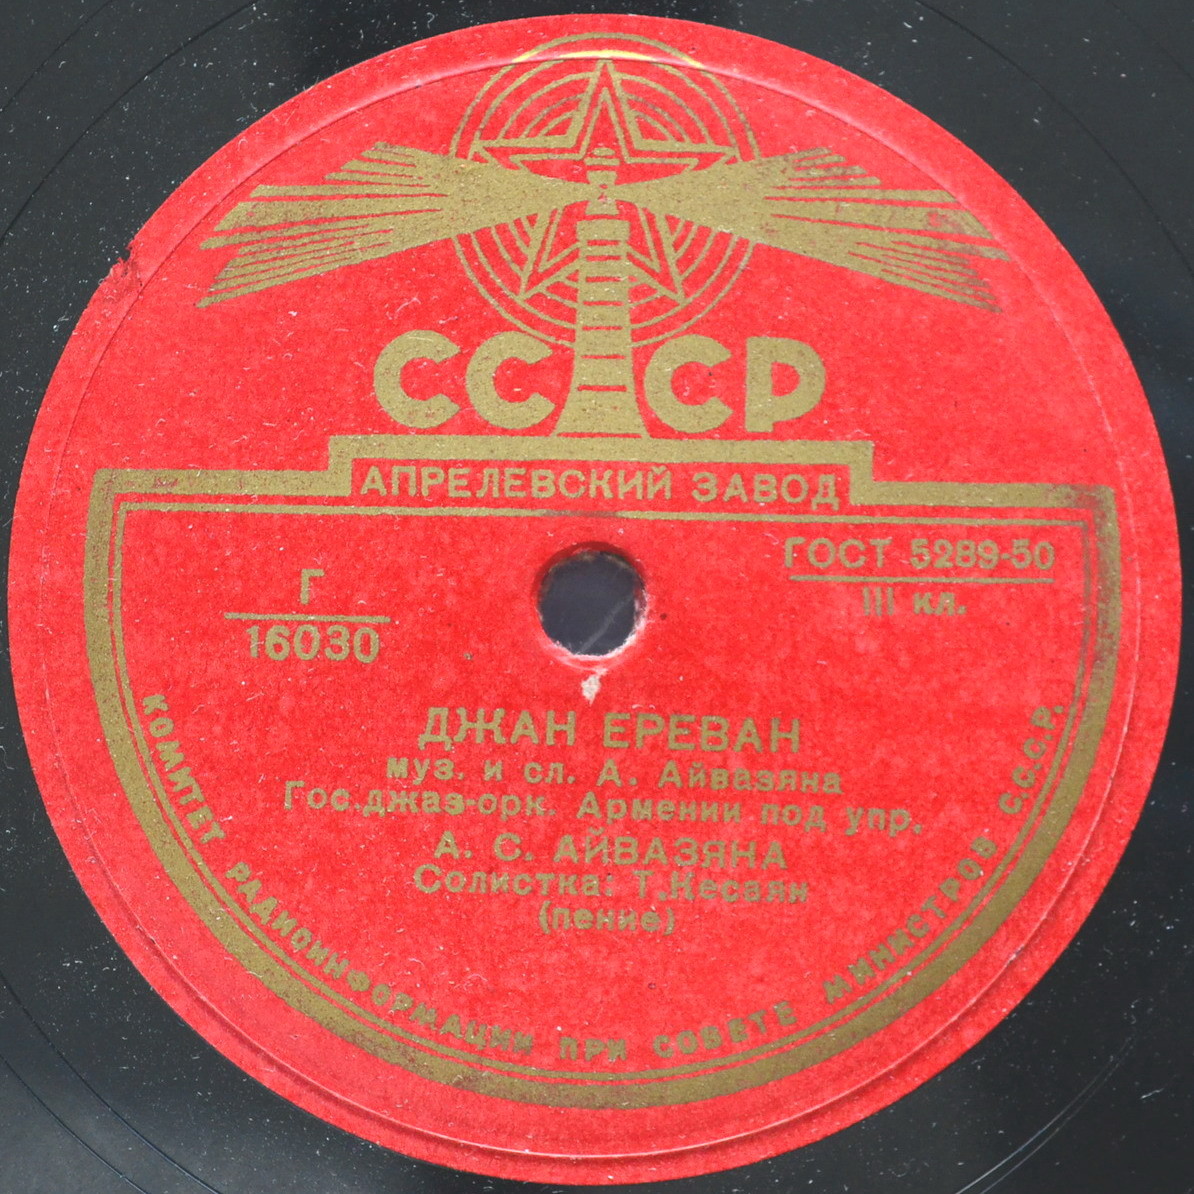 СССР
АПРЕЛЕВСКИЙ ЗАВОД
ГОСТ 5289-50
III кл.
Г
16030
ДЖАН ЕРЕВАН
муз. и сл. А. Айвазяна
Гос.джаз-орк. Армении под упр.
А. С. АЙВАЗЯНА
Солистка: Т.Кесаян
(пение)
КОМИТЕТ РАДИОИНФОРМАЦИИ ПРИ СОВЕТЕ МИНИСТРОВ С.С.С.Р.